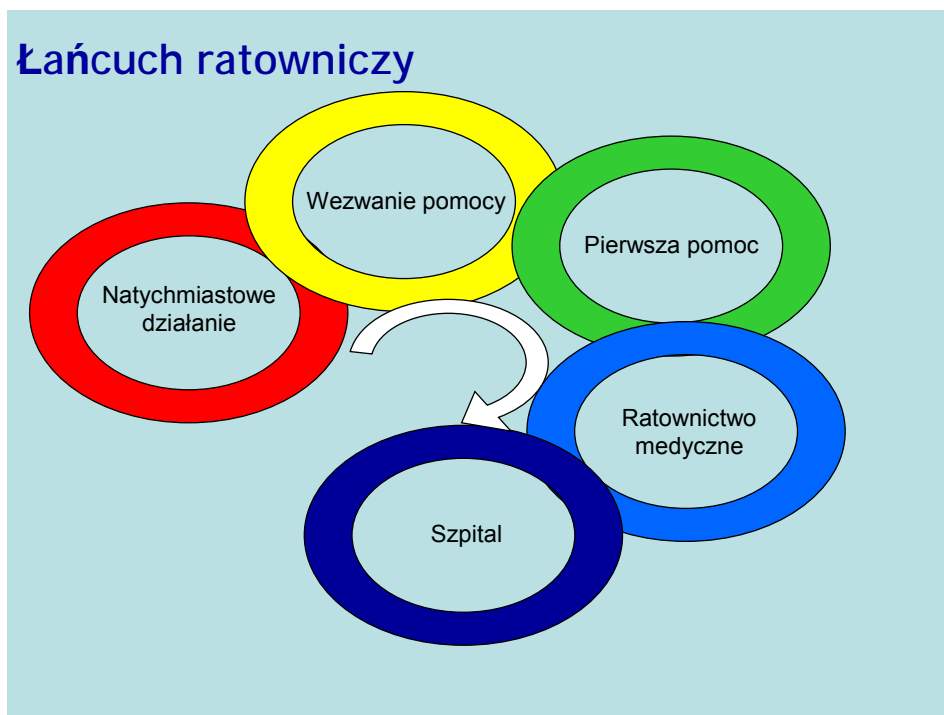 Łańcuch ratowniczy
Natychmiastowe
działanie
Wezwanie pomocy
Pierwsza pomoc
Ratownictwo
medyczne
Szpital